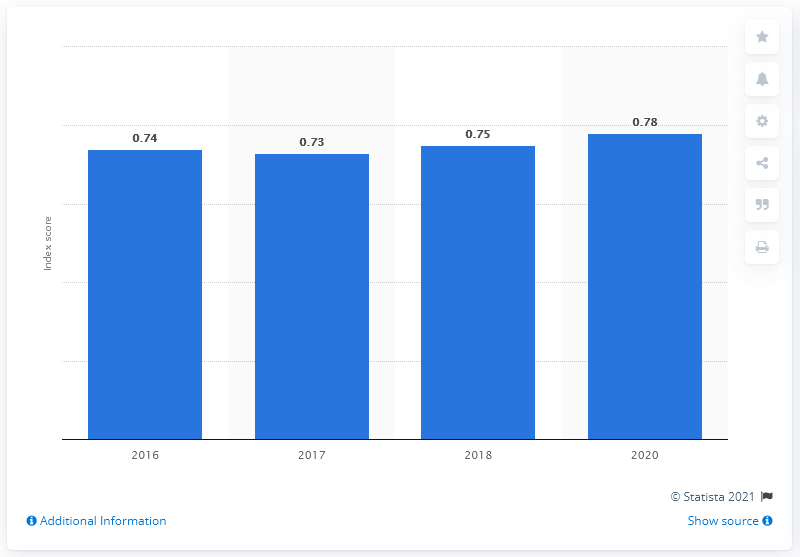 0.74
0.73
0.75
0.78
Index score
2016
2017
2018
2020
© Statista 2021
Additional Information
Show source